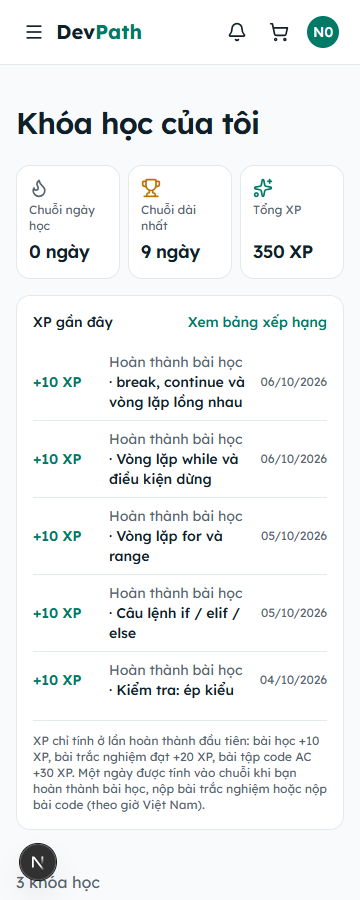 DevPath
N0
Khóa học của tôi
Chuỗi ngày
học
0 ngày
Chuỗi dài
nhất
9 ngày
Tổng XP
350 XP
XP gần đây
Xem bảng xếp hạng
+10 XP
Hoàn thành bài học
· break, continue và
vòng lặp lồng nhau
06/10/2026
+10 XP
Hoàn thành bài học
· Vòng lặp while và
điều kiện dừng
06/10/2026
+10 XP
Hoàn thành bài học
· Vòng lặp for và
range
05/10/2026
+10 XP
Hoàn thành bài học
· Câu lệnh if / elif /
else
05/10/2026
+10 XP
Hoàn thành bài học
· Kiểm tra: ép kiểu
04/10/2026
XP chỉ tính ở lần hoàn thành đầu tiên: bài học +10
XP, bài trắc nghiệm đạt +20 XP, bài tập code AC
+30 XP. Một ngày được tính vào chuỗi khi bạn
hoàn thành bài học, nộp bài trắc nghiệm hoặc nộp
bài code (theo giờ Việt Nam).
N
3 khóa học